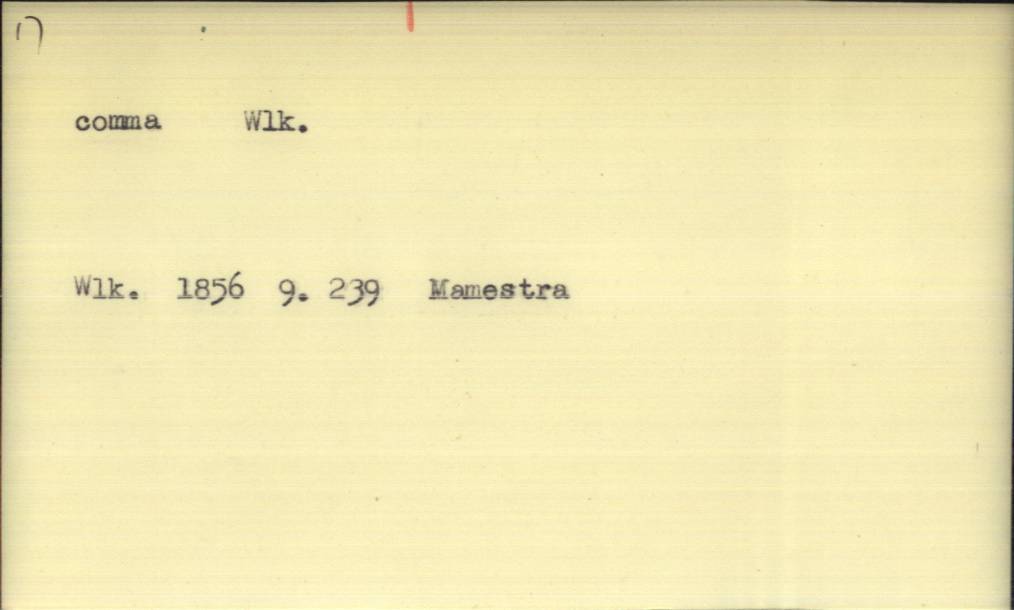 comma Wlk.
Wlk. 1856 9. 239 Mamestra